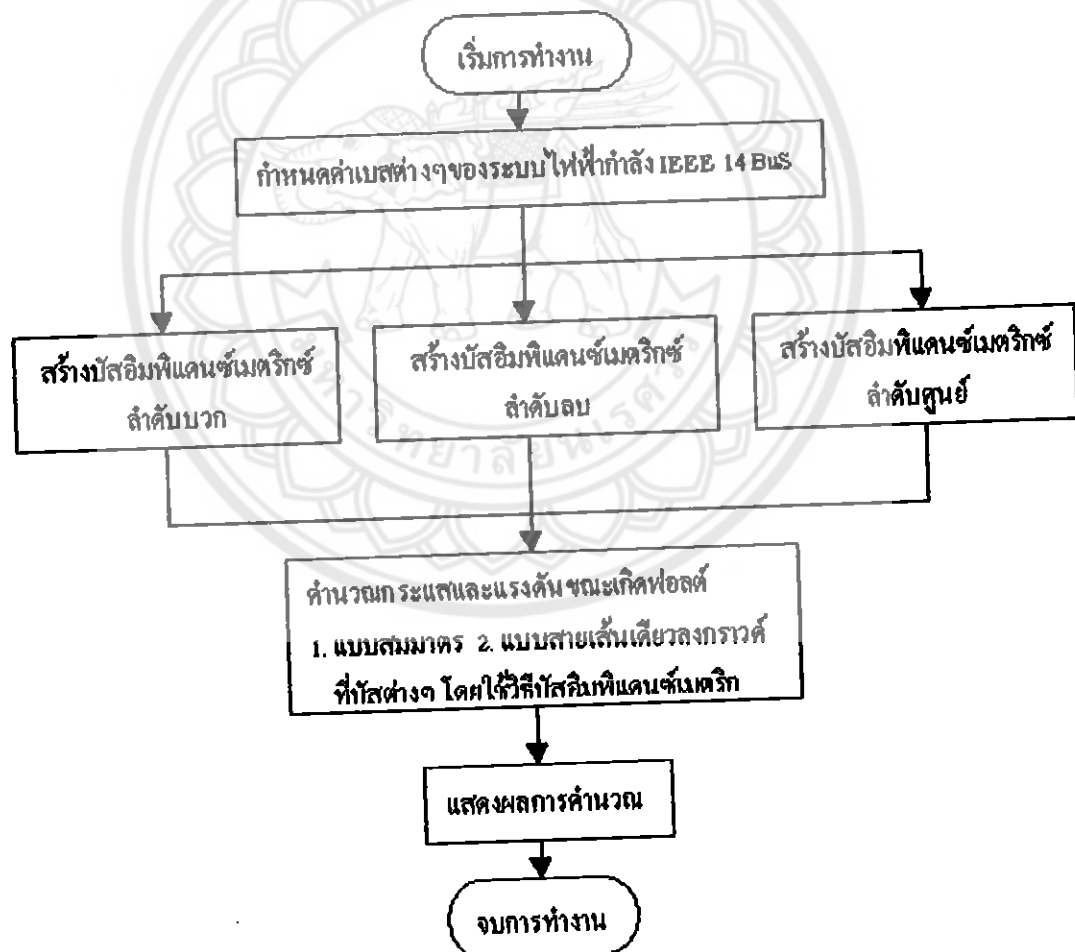 เริ่มการทำงาน
กำหนดค่าเบสต่างๆของระบบไฟฟ้ากำลัง IEEE 14 BuS
สร้างบัสอิมพีแดนซ์เมตริกซ์
ลำดับบวก
สร้างบัสอิมพีแดนซ์เมตริกซ์
ลำดับลบ
สร้างบัสอิมพีแดนซ์เมตริกซ์
ลำดับศูนย์
คำนวณกระแสและแรงดันขณะเกิดฟอลต์
1. แบบสมมาตร 2. แบบสายเส้นเดียวลงกราวด์
ที่บัสต่างๆ โดยใช้วิธีบัสอิมพีแดนซ์เมตริก
แสดงผลการคำนวณ
จบการทำงาน